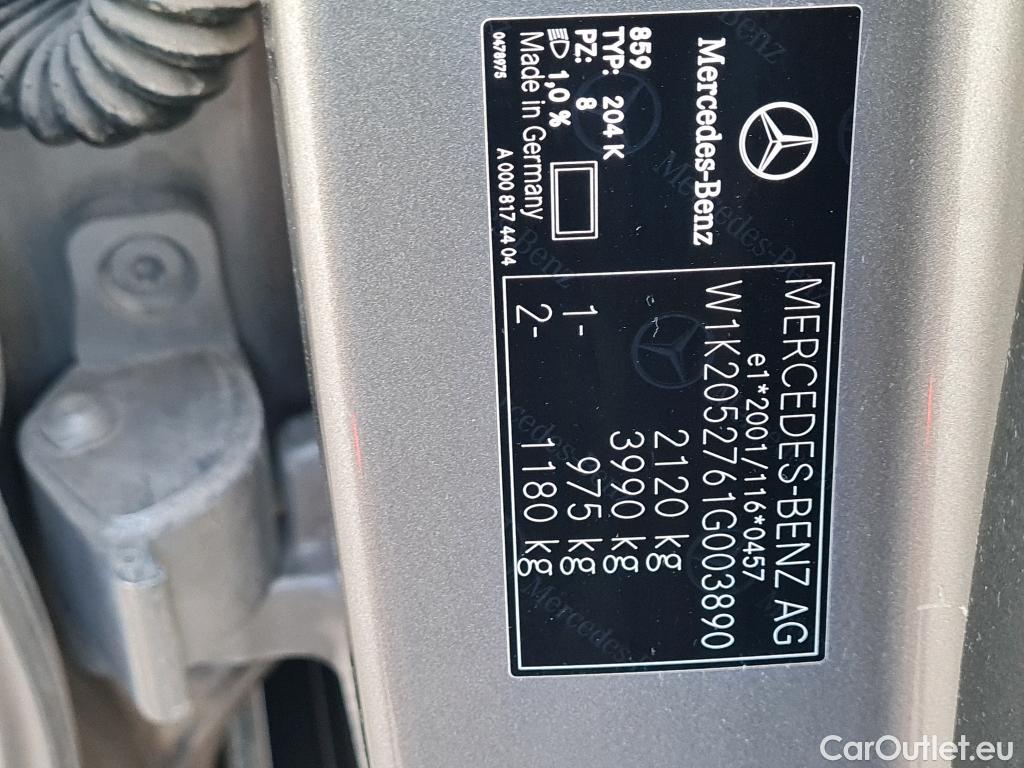 Mercedes-Benz
859
TYP: 204 K
PZ: 8
1,0 %
Made in Germany
0478975
A 000 817 44 04
MERCEDES-BENZ AG
e1*2001/116*0457
W1K2052761G003890
2120 kg
3990 kg
1- 975 kg
2- 1180 kg
CarOutlet.eu